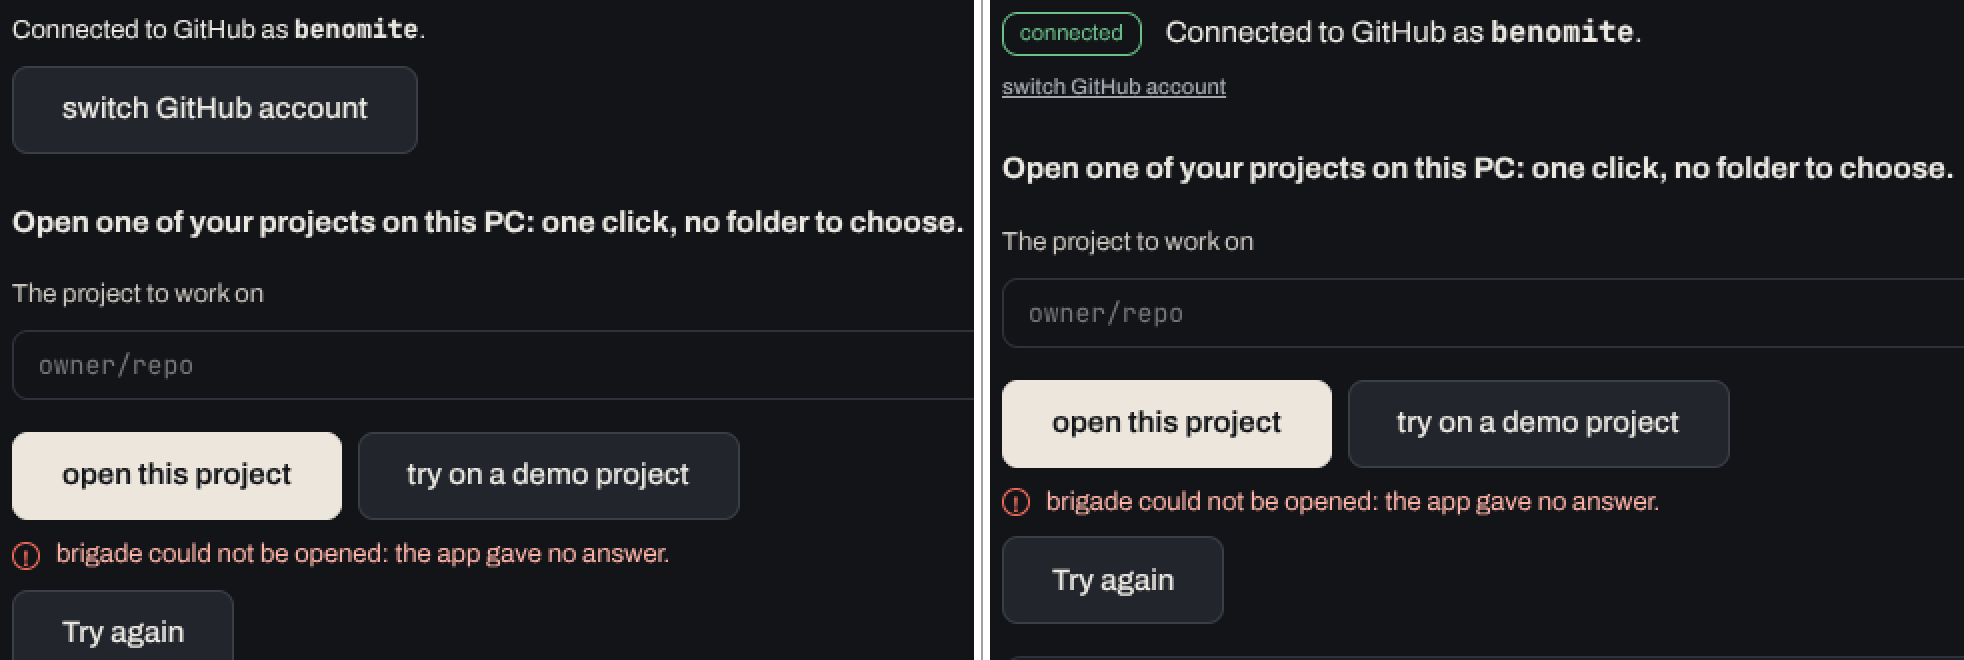 Connected to GitHub as benomite.
switch GitHub account
Open one of your projects on this PC: one click, no folder to choose.
The project to work on
owner/repo
open this project
try on a demo project
brigade could not be opened: the app gave no answer.
Try again
connected
Connected to GitHub as benomite.
switch GitHub account
Open one of your projects on this PC: one click, no folder to choose.
The project to work on
owner/repo
open this project
try on a demo project
brigade could not be opened: the app gave no answer.
Try again